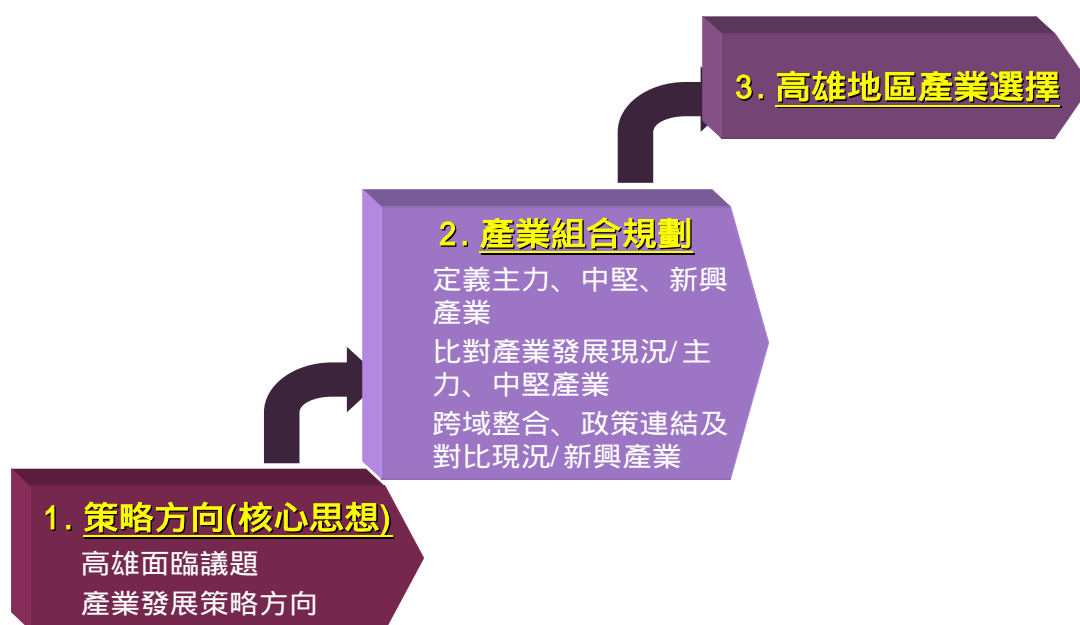 3. 高雄地區產業選擇
2. 產業組合規劃
定義主力、中堅、新興
產業
比對產業發展現況/主
力、中堅產業
跨域整合、政策連結及
對比現況/新興產業
1. 策略方向(核心思想)
高雄面臨議題
產業發展策略方向